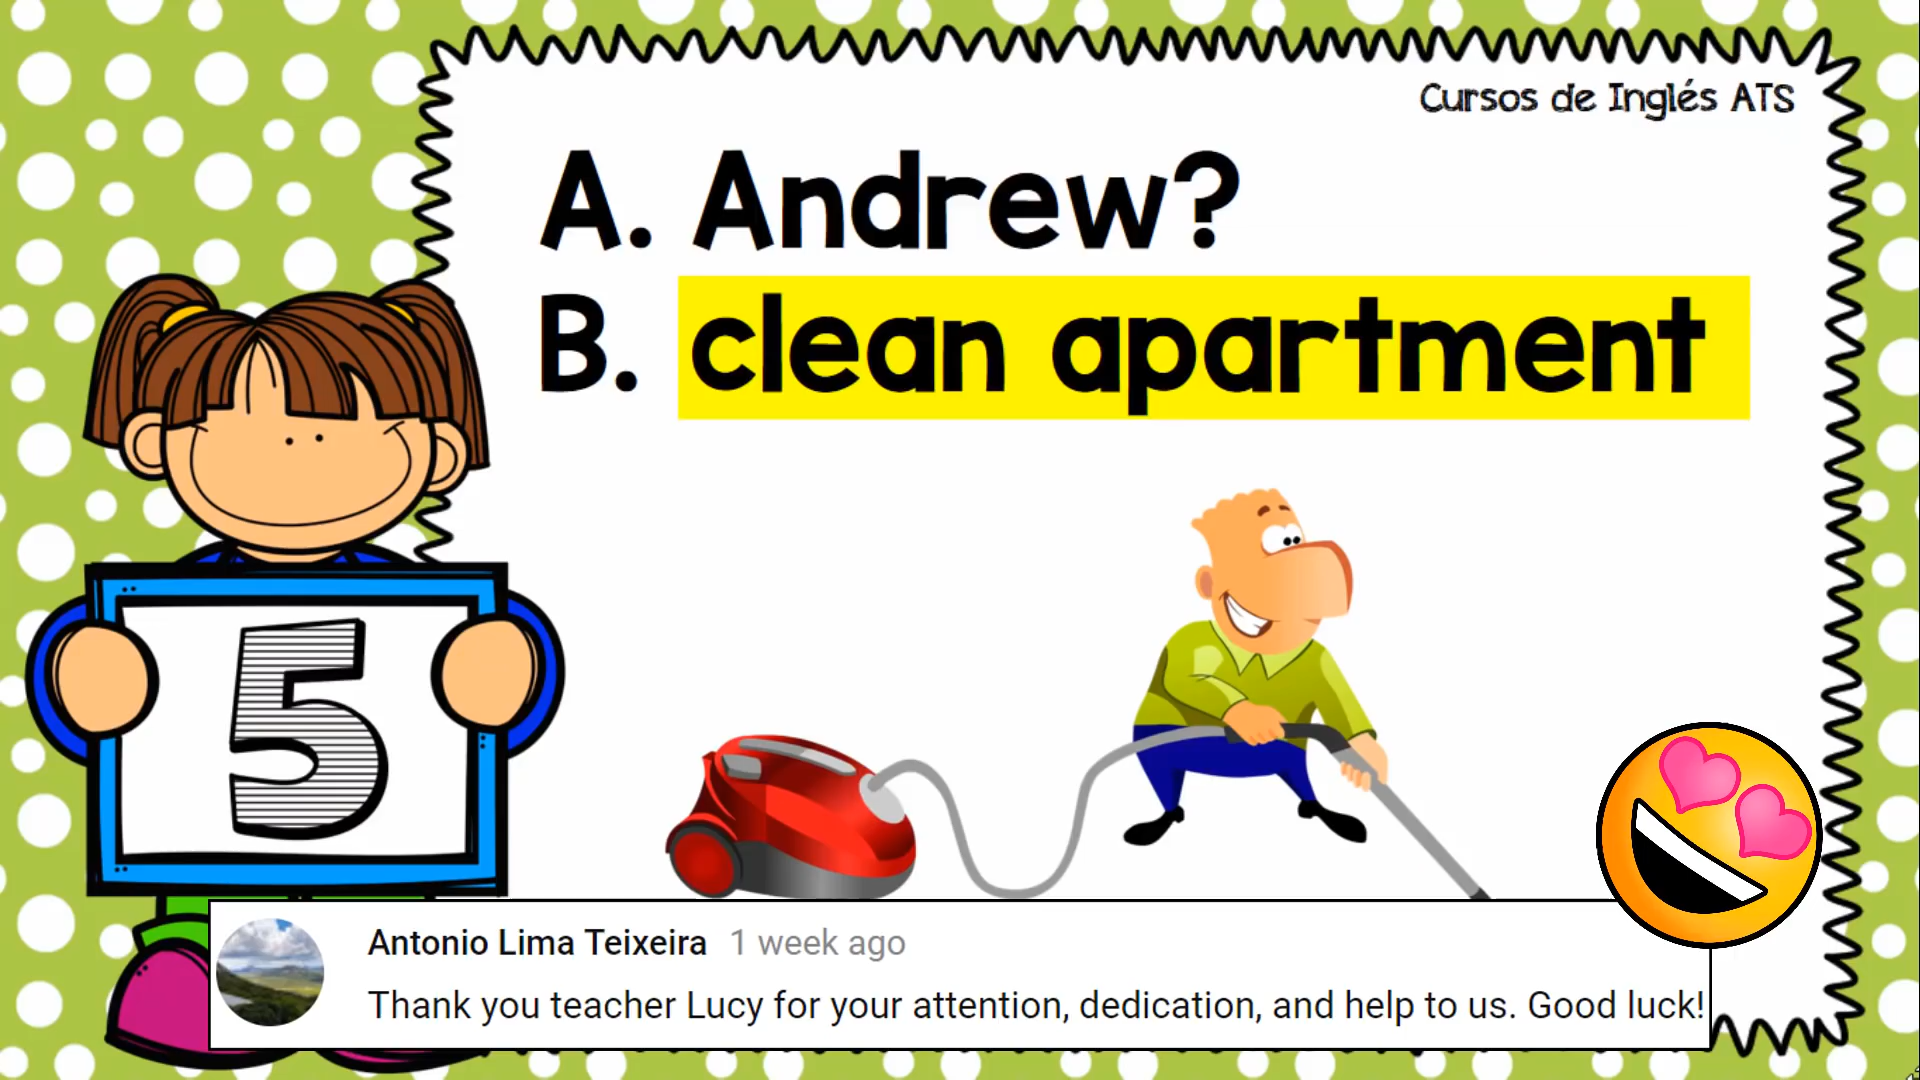 Cursos de Inglés ATS
A. Andrew?
B. clean apartment
5
Antonio Lima Teixeira 1 week ago
Thank you teacher Lucy for your attention, dedication, and help to us. Good luck!